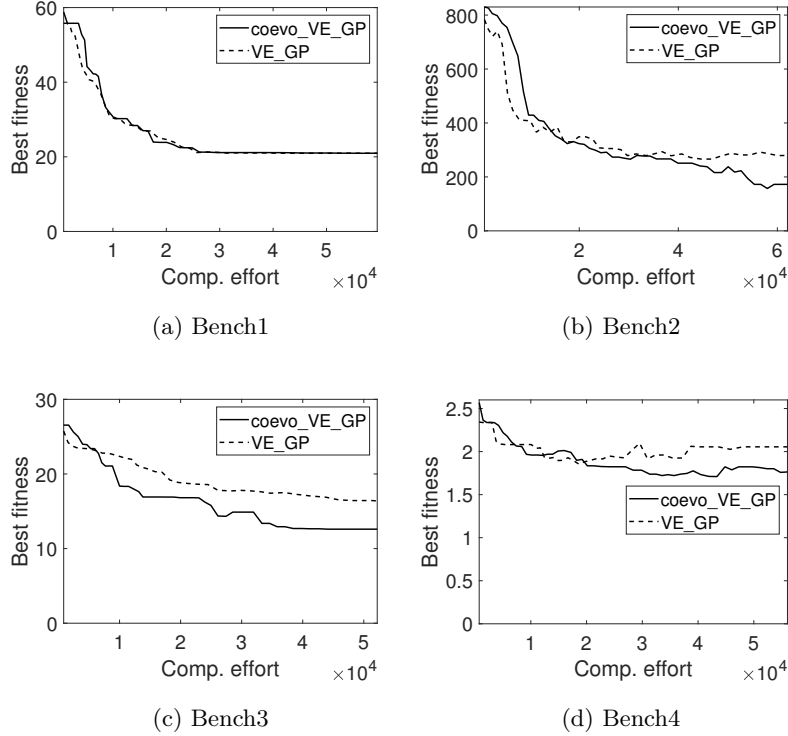 60
40
20
0
Best fitness
coevo_VE_GP
VE_GP
1 2 3 4 5
Comp. effort
×10^4
(a) Bench1
800
600
400
200
0
Best fitness
coevo_VE_GP
VE_GP
2 4 6
Comp. effort
×10^4
(b) Bench2
30
20
10
0
Best fitness
coevo_VE_GP
VE_GP
1 2 3 4 5
Comp. effort
×10^4
(c) Bench3
2.5
2
1.5
1
0.5
0
Best fitness
coevo_VE_GP
VE_GP
1 2 3 4 5
Comp. effort
×10^4
(d) Bench4